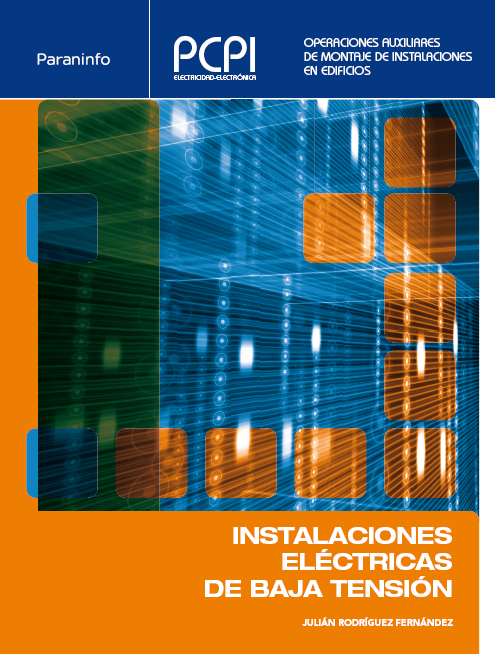 Paraninfo
PCPI
ELECTRICIDAD-ELECTRÓNICA
OPERACIONES AUXILIARES
DE MONTAJE DE INSTALACIONES
EN EDIFICIOS
INSTALACIONES
ELÉCTRICAS
DE BAJA TENSIÓN
JULIÁN RODRÍGUEZ FERNÁNDEZ